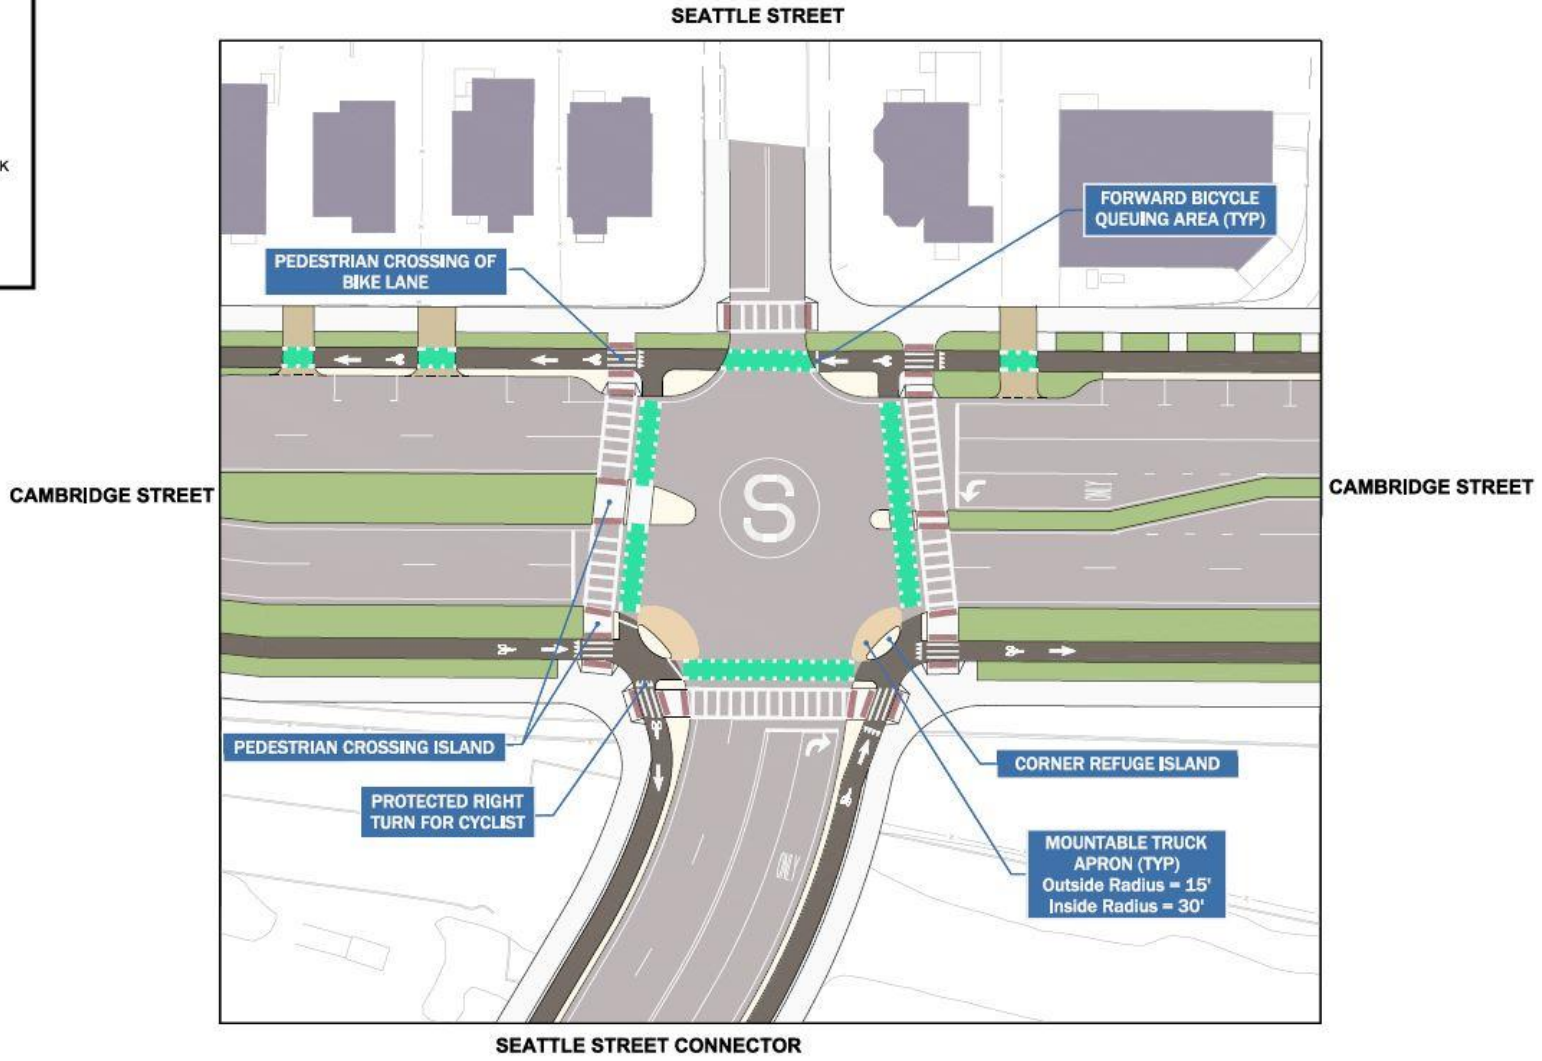 SEATTLE STREET
K
FORWARD BICYCLE
QUEUING AREA (TYP)
PEDESTRIAN CROSSING OF
BIKE LANE
CAMBRIDGE STREET
CAMBRIDGE STREET
ONLY
S
PEDESTRIAN CROSSING ISLAND
CORNER REFUGE ISLAND
PROTECTED RIGHT
TURN FOR CYCLIST
MOUNTABLE TRUCK
APRON (TYP)
Outside Radius = 15'
Inside Radius = 30'
SEATTLE STREET CONNECTOR